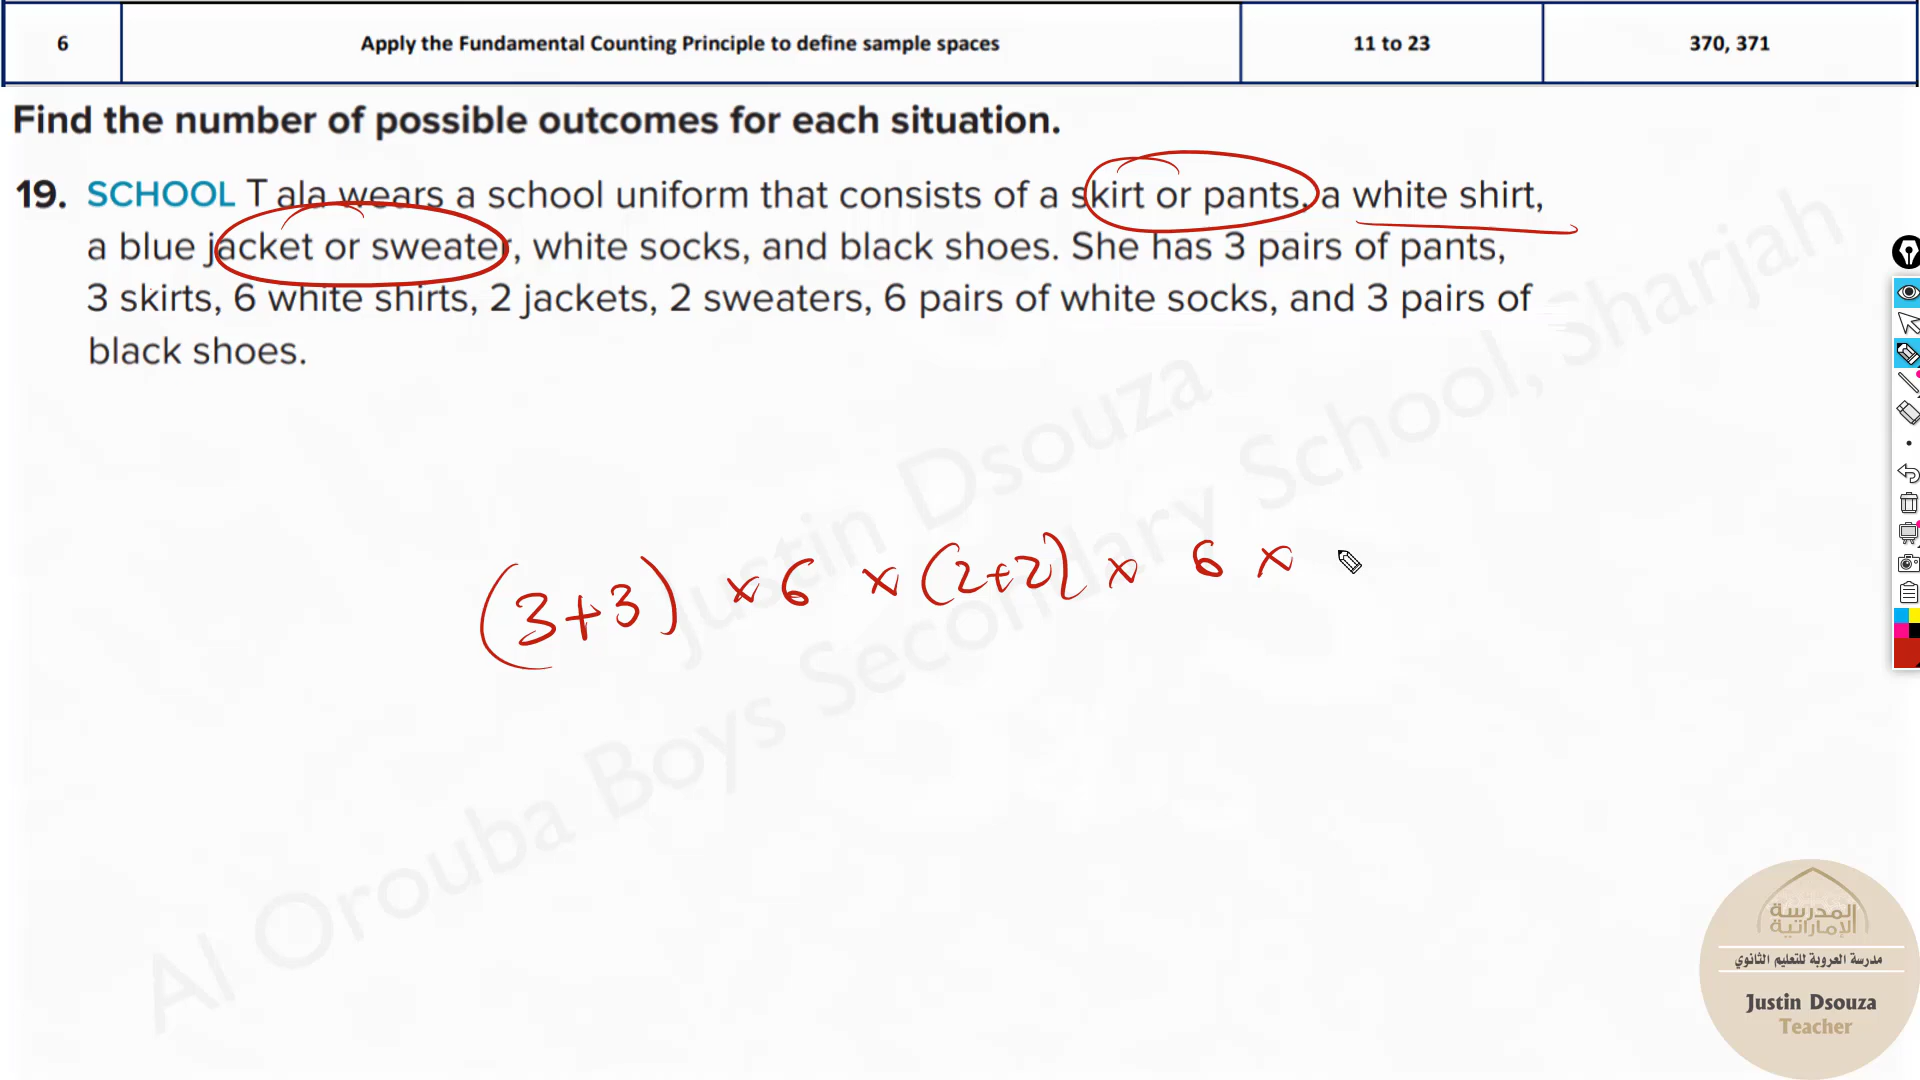 6 Apply the Fundamental Counting Principle to define sample spaces 11 to 23 370, 371
Find the number of possible outcomes for each situation.
19. SCHOOL T ala wears a school uniform that consists of a skirt or pants, a white shirt,
a blue jacket or sweater, white socks, and black shoes. She has 3 pairs of pants,
3 skirts, 6 white shirts, 2 jackets, 2 sweaters, 6 pairs of white socks, and 3 pairs of
black shoes.
(3+3) × 6 × (2+2) × 6 ×
Justin Dsouza
Al Orouba Boys Secondary School, Sharjah
المدرسة
الإماراتية
مدرسة العروبة للتعليم الثانوي
Justin Dsouza
Teacher